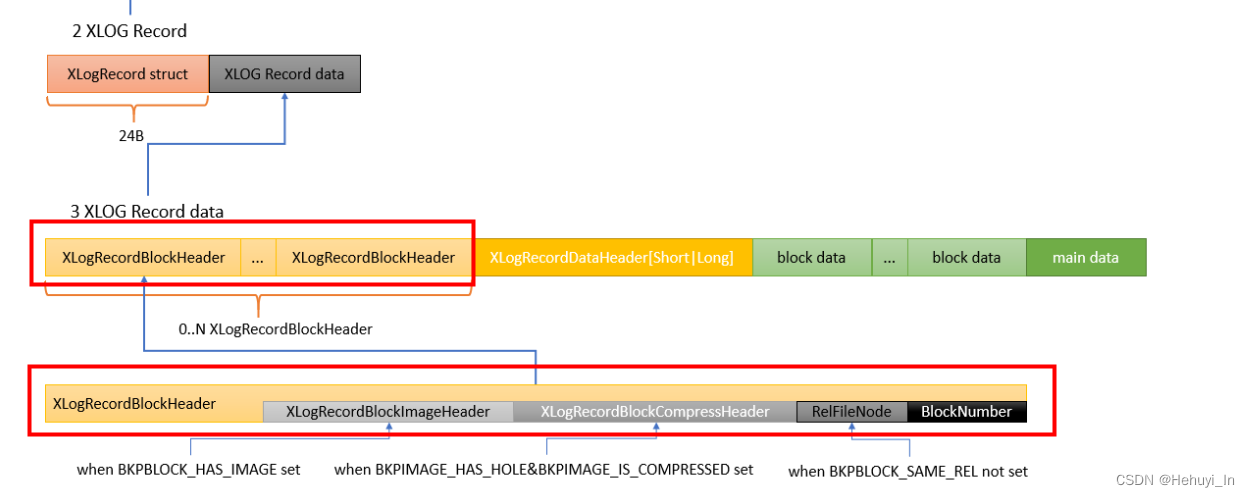 2 XLOG Record
XLogRecord struct XLOG Record data
24B
3 XLOG Record data
XLogRecordBlockHeader ... XLogRecordBlockHeader XLogRecordDataHeader[Short|Long] block data ... block data main data
0..N XLogRecordBlockHeader
XLogRecordBlockHeader XLogRecordBlockImageHeader XLogRecordBlockCompressHeader RelFileNode BlockNumber
when BKPBLOCK_HAS_IMAGE set when BKPIMAGE_HAS_HOLE&BKPIMAGE_IS_COMPRESSED set when BKPBLOCK_SAME_REL not set
CSDN @Hehuyi_In